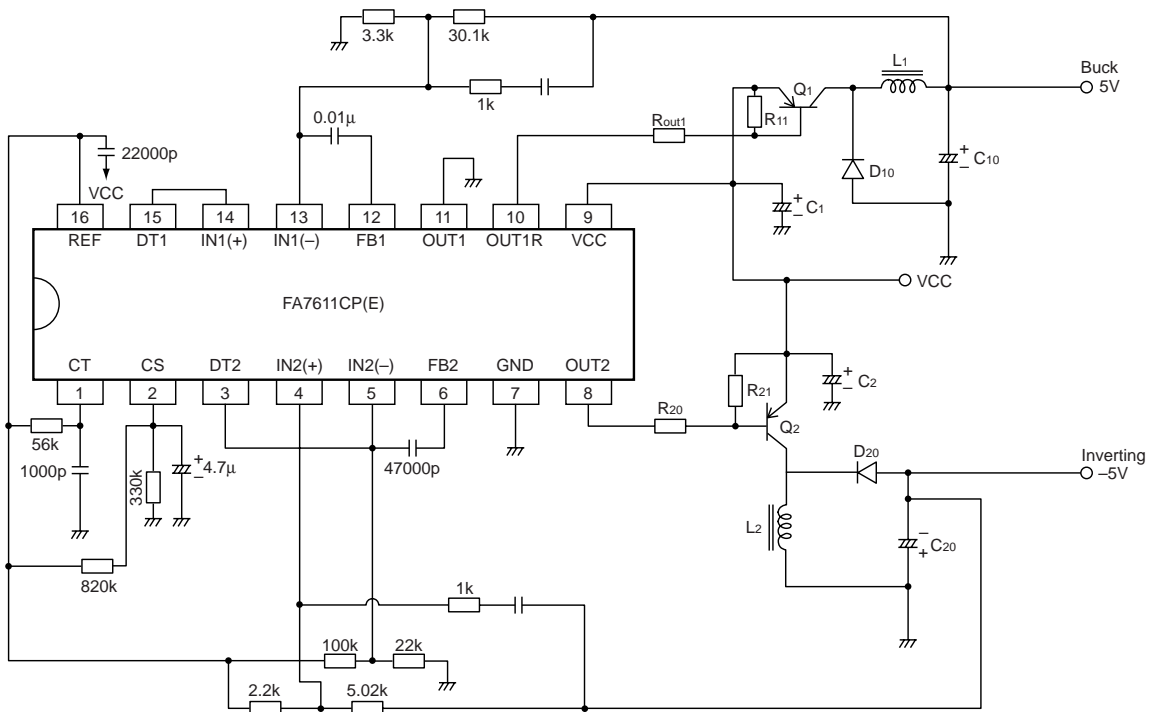 3.3k
30.1k
1k
0.01μ
22000p
VCC
L1
Q1
Buck
5V
Rout1
R11
D10
+
–
C10
+
–
C1
16
15
14
13
12
11
10
9
REF
DT1
IN1(+)
IN1(–)
FB1
OUT1
OUT1R
VCC
FA7611CP(E)
VCC
CT
CS
DT2
IN2(+)
IN2(–)
FB2
GND
OUT2
1
2
3
4
5
6
7
8
R21
+
–
C2
R20
Q2
56k
1000p
330k
+
–
4.7μ
47000p
D20
Inverting
–5V
L2
–
+
C20
820k
1k
100k
22k
2.2k
5.02k